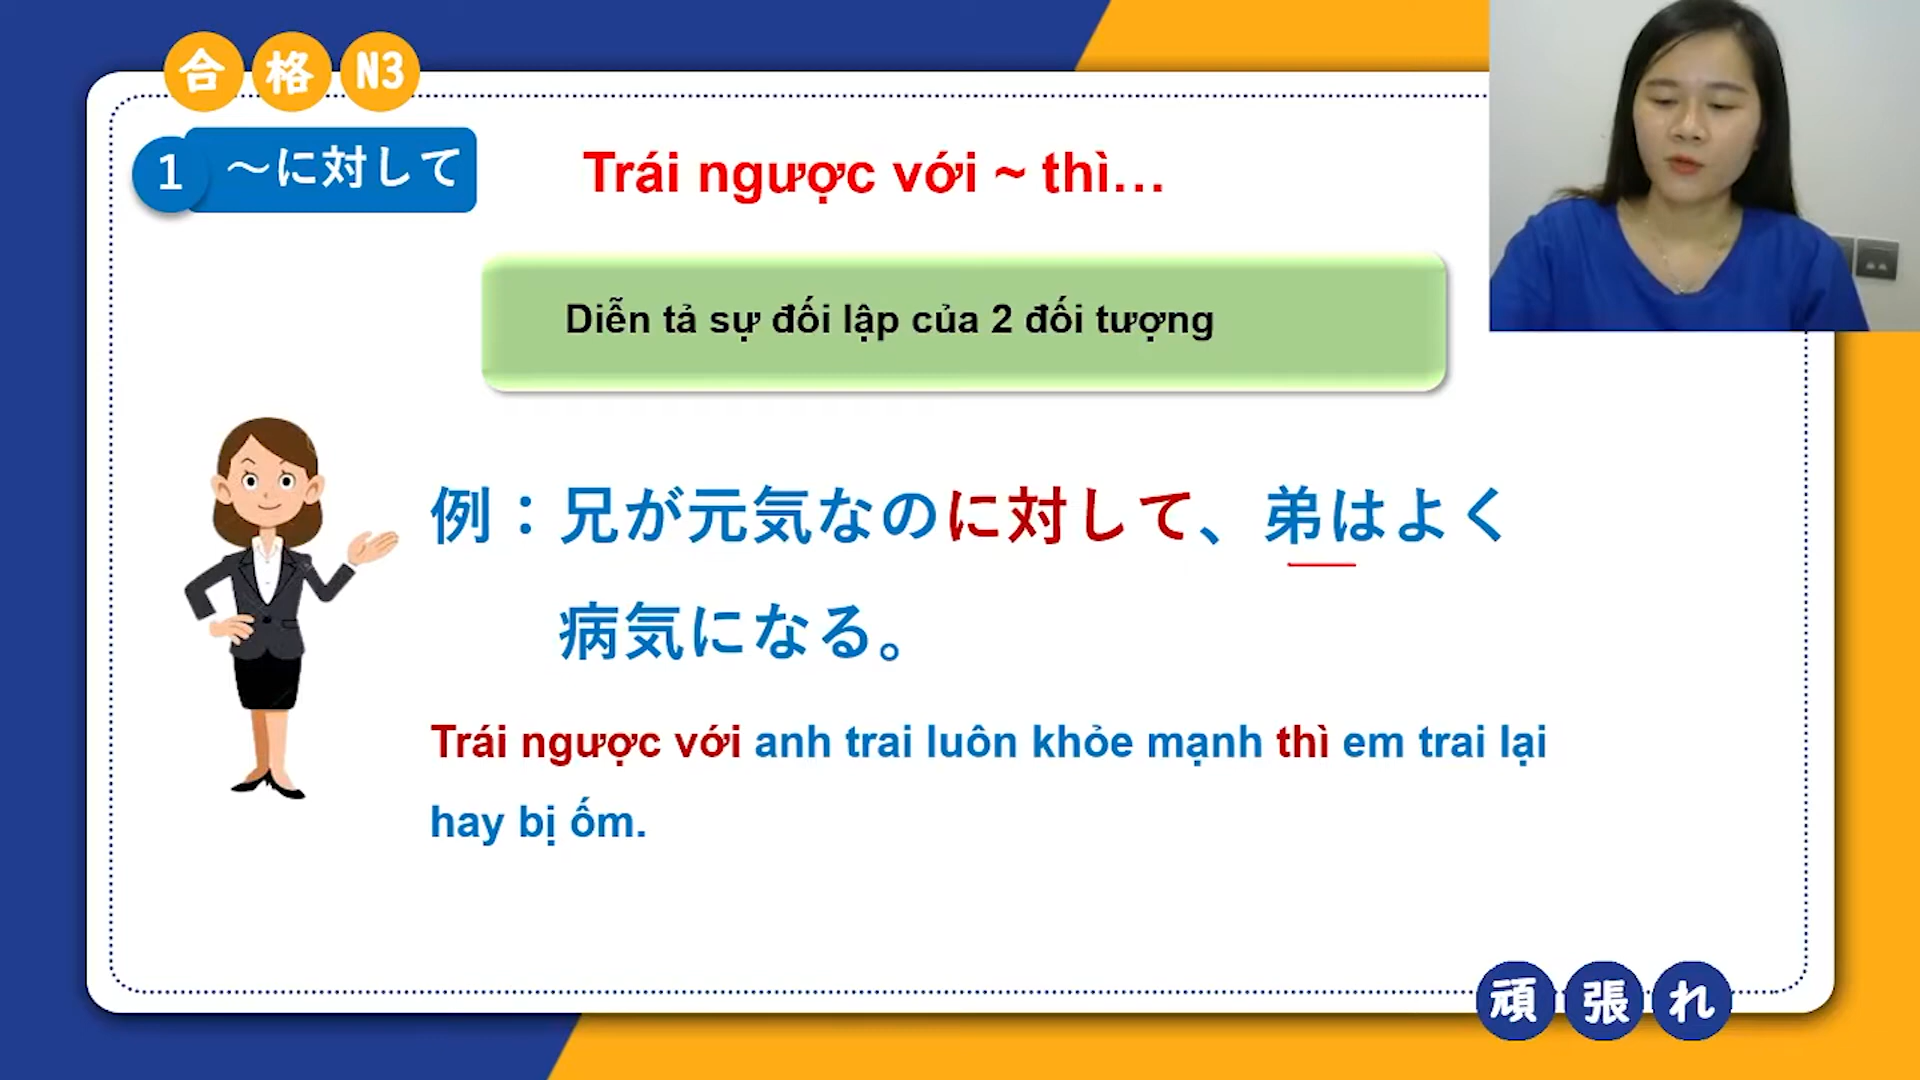 合格N3
1 ～に対して
Trái ngược với ~ thì…
Diễn tả sự đối lập của 2 đối tượng
例：兄が元気なのに対して、弟はよく
病気になる。
Trái ngược với anh trai luôn khỏe mạnh thì em trai lại
hay bị ốm.
頑張れ